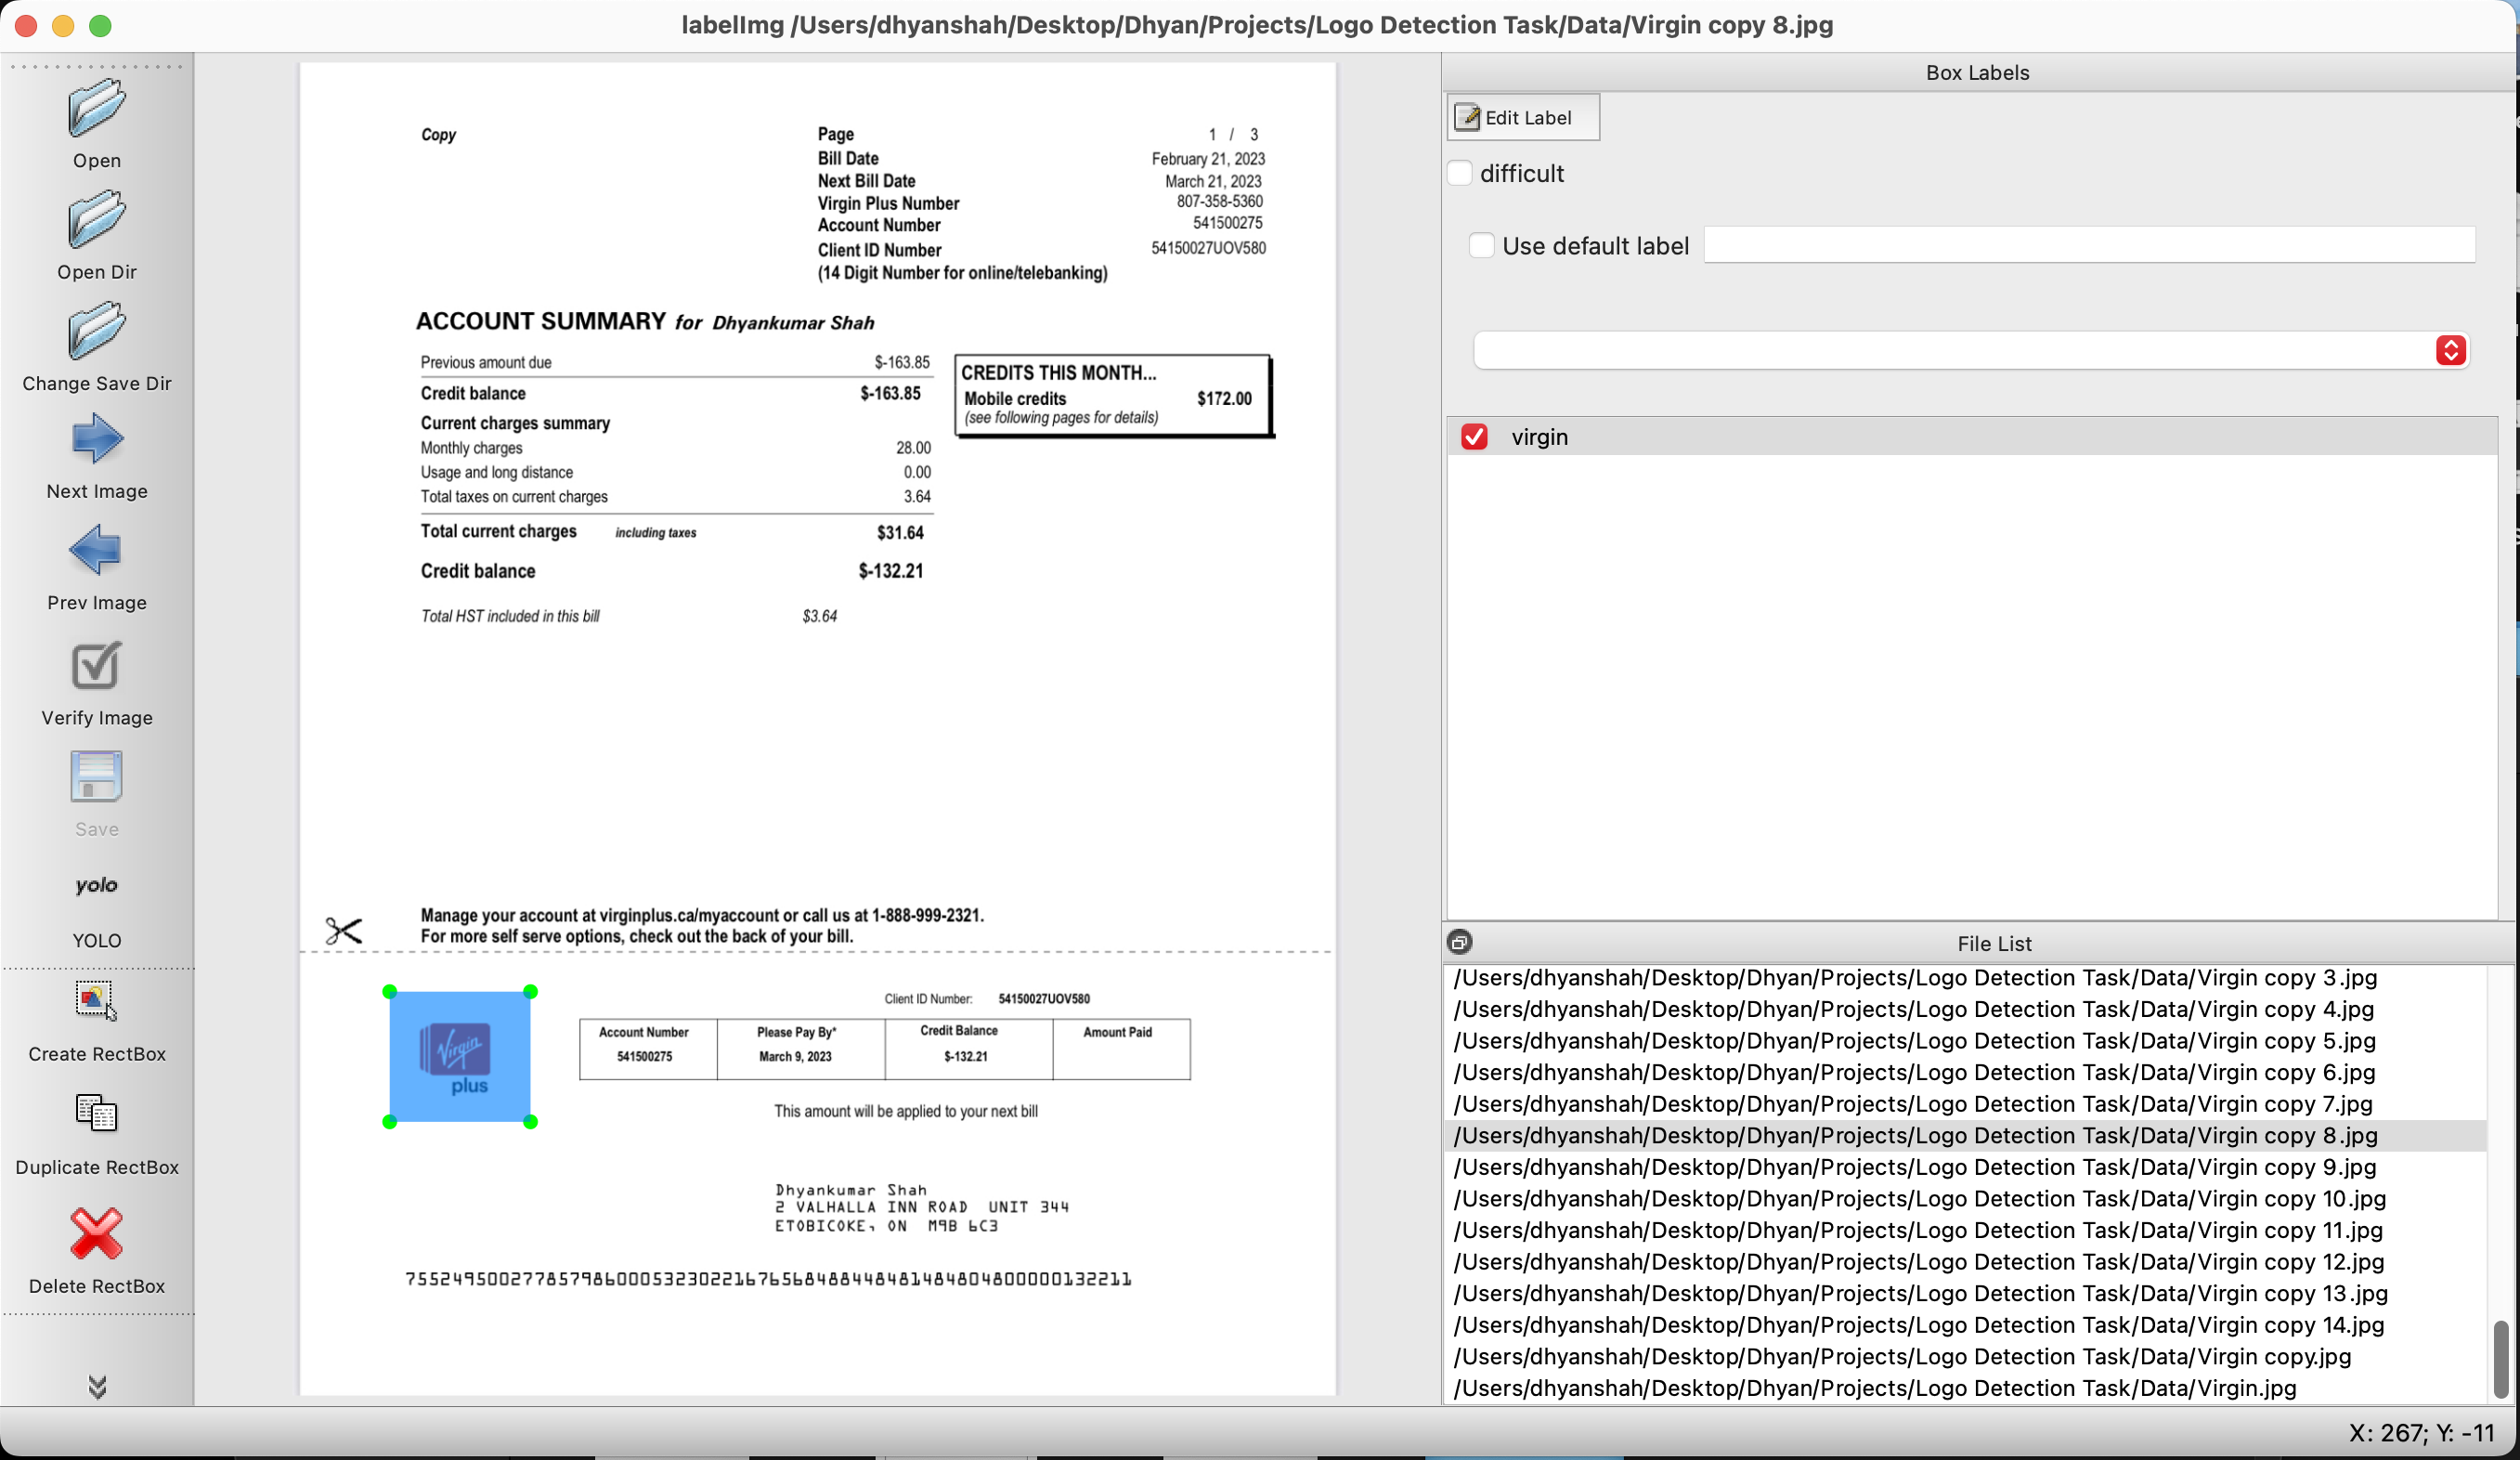 labelImg /Users/dhyanshah/Desktop/Dhyan/Projects/Logo Detection Task/Data/Virgin copy 8.jpg
Open
Open Dir
Change Save Dir
Next Image
Prev Image
Verify Image
Save
yolo
YOLO
Create RectBox
Duplicate RectBox
Delete RectBox
Copy
Page 1 / 3
Bill Date February 21, 2023
Next Bill Date March 21, 2023
Virgin Plus Number 807-358-5360
Account Number 541500275
Client ID Number 54150027UOV580
(14 Digit Number for online/telebanking)
ACCOUNT SUMMARY for Dhyankumar Shah
Previous amount due $-163.85
Credit balance $-163.85
Current charges summary
Monthly charges 28.00
Usage and long distance 0.00
Total taxes on current charges 3.64
Total current charges including taxes $31.64
Credit balance $-132.21
Total HST included in this bill $3.64
CREDITS THIS MONTH...
Mobile credits $172.00
(see following pages for details)
Manage your account at virginplus.ca/myaccount or call us at 1-888-999-2321.
For more self serve options, check out the back of your bill.
Virgin
plus
Client ID Number: 54150027UOV580
Account Number Please Pay By* Credit Balance Amount Paid
541500275 March 9, 2023 $-132.21
This amount will be applied to your next bill
Dhyankumar Shah
2 VALHALLA INN ROAD UNIT 344
ETOBICOKE, ON M9B 6C3
755249500277857986000532302216765684884484814848048000001322211
Box Labels
Edit Label
difficult
Use default label
virgin
File List
/Users/dhyanshah/Desktop/Dhyan/Projects/Logo Detection Task/Data/Virgin copy 3.jpg
/Users/dhyanshah/Desktop/Dhyan/Projects/Logo Detection Task/Data/Virgin copy 4.jpg
/Users/dhyanshah/Desktop/Dhyan/Projects/Logo Detection Task/Data/Virgin copy 5.jpg
/Users/dhyanshah/Desktop/Dhyan/Projects/Logo Detection Task/Data/Virgin copy 6.jpg
/Users/dhyanshah/Desktop/Dhyan/Projects/Logo Detection Task/Data/Virgin copy 7.jpg
/Users/dhyanshah/Desktop/Dhyan/Projects/Logo Detection Task/Data/Virgin copy 8.jpg
/Users/dhyanshah/Desktop/Dhyan/Projects/Logo Detection Task/Data/Virgin copy 9.jpg
/Users/dhyanshah/Desktop/Dhyan/Projects/Logo Detection Task/Data/Virgin copy 10.jpg
/Users/dhyanshah/Desktop/Dhyan/Projects/Logo Detection Task/Data/Virgin copy 11.jpg
/Users/dhyanshah/Desktop/Dhyan/Projects/Logo Detection Task/Data/Virgin copy 12.jpg
/Users/dhyanshah/Desktop/Dhyan/Projects/Logo Detection Task/Data/Virgin copy 13.jpg
/Users/dhyanshah/Desktop/Dhyan/Projects/Logo Detection Task/Data/Virgin copy 14.jpg
/Users/dhyanshah/Desktop/Dhyan/Projects/Logo Detection Task/Data/Virgin copy.jpg
/Users/dhyanshah/Desktop/Dhyan/Projects/Logo Detection Task/Data/Virgin.jpg
X: 267; Y: -11